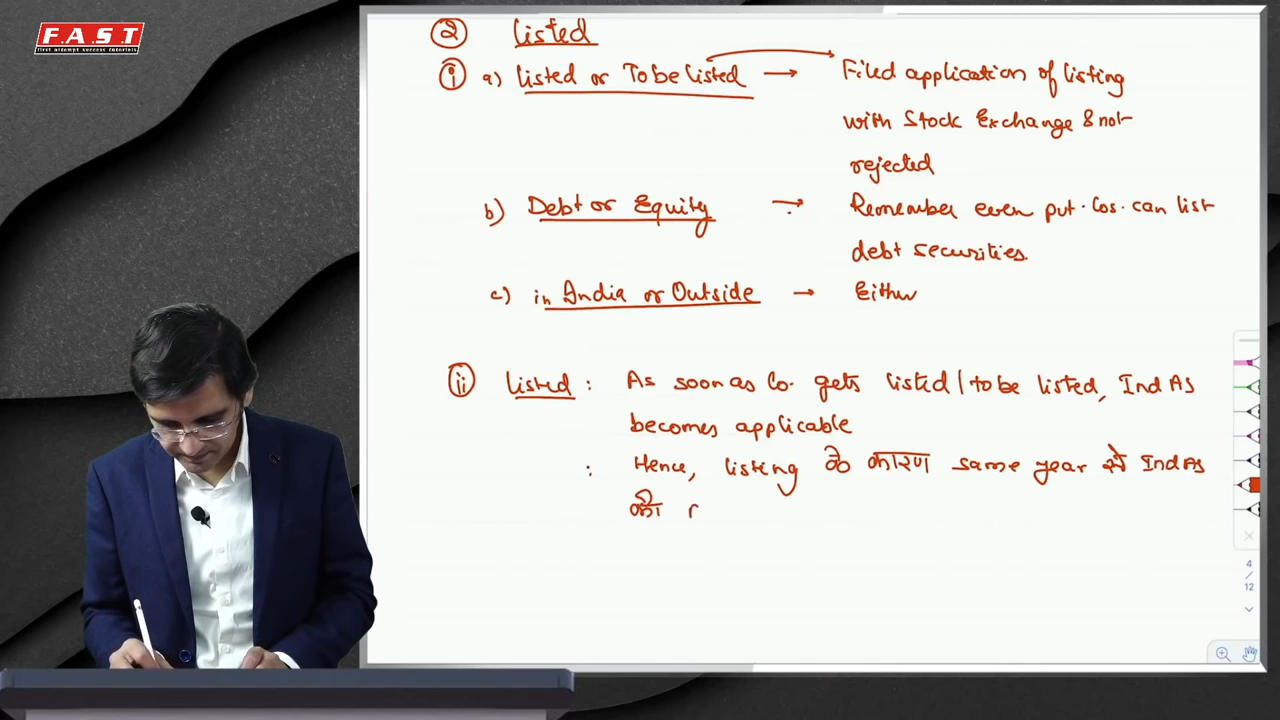 F.A.S.T
first attempt success tutorials
② listed
ⓘ a) listed or To be listed → Filed application of listing
with Stock Exchange & not
rejected
b) Debt or Equity → Remember even pvt. Cos. can list
debt securities.
c) in India or Outside → Either
ⅱ listed : As soon as Co. gets listed / to be listed, Ind AS
becomes applicable
: Hence, listing के कारण same year से Ind AS
की
4
/
12